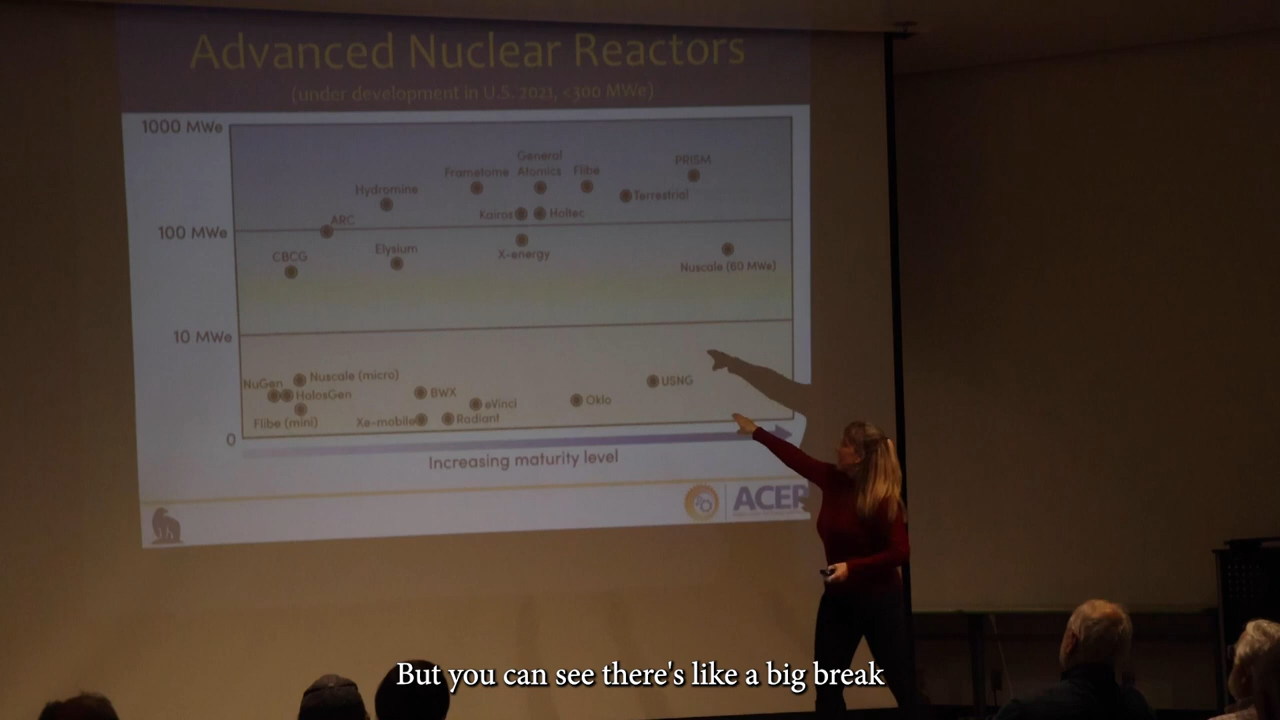 Advanced Nuclear Reactors
(under development in U.S. 2021, <300 MWe)
1000 MWe
General
Atomics
PRISM
Frametome
Flibe
Hydromine
Terrestrial
Kairos
Holtec
ARC
100 MWe
CBCG
Elysium
X-energy
Nuscale (60 MWe)
10 MWe
NuGen
Nuscale (micro)
HolosGen
BWX
eVinci
Oklo
USNG
Flibe (mini)
Xe-mobile
Radiant
0
Increasing maturity level
ACER
But you can see there's like a big break